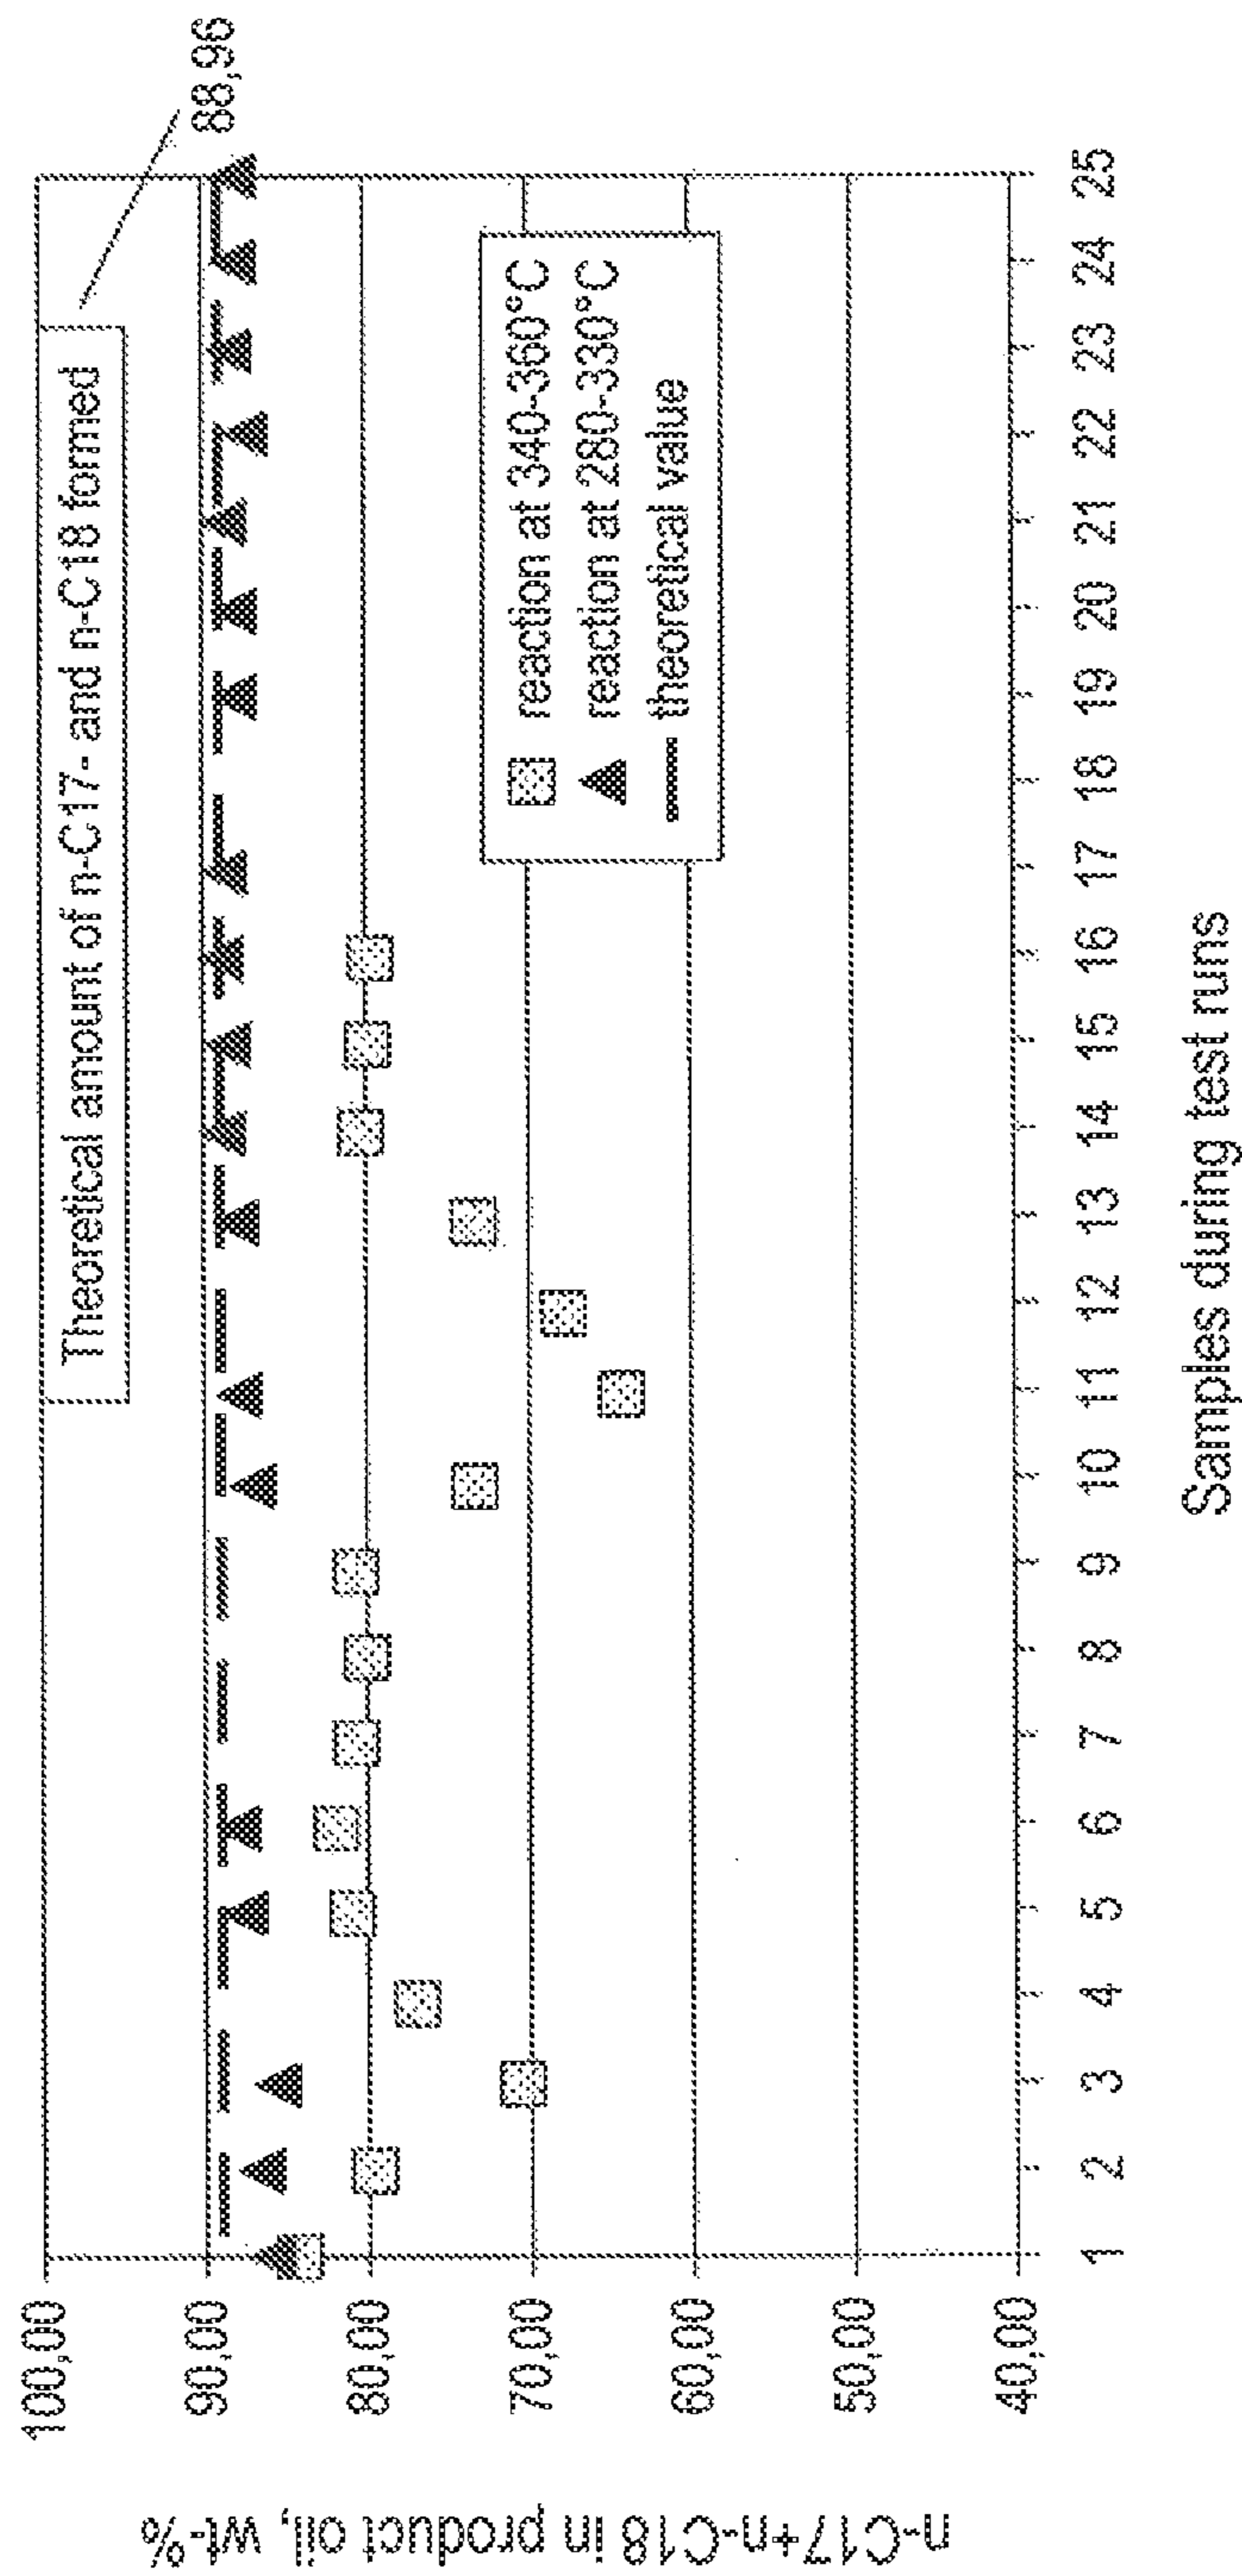 n-C17+n-C18 in product oil, wt-%
100,00
90,00
80,00
70,00
60,00
50,00
40,00
Theoretical amount of n-C17- and n-C18 formed
88,96
reaction at 340-360°C
reaction at 280-330°C
theoretical value
1 2 3 4 5 6 7 8 9 10 11 12 13 14 15 16 17 18 19 20 21 22 23 24 25
Samples during test runs